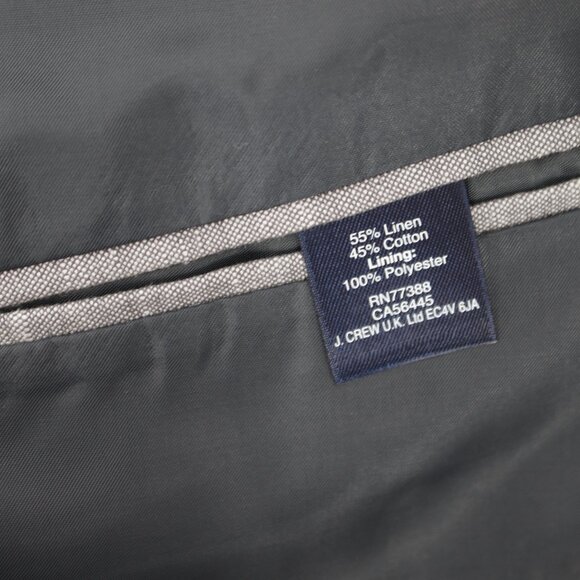 55% Linen
45% Cotton
Lining:
100% Polyester
RN77388
CA56445
J. CREW U.K. Ltd EC4V 6JA